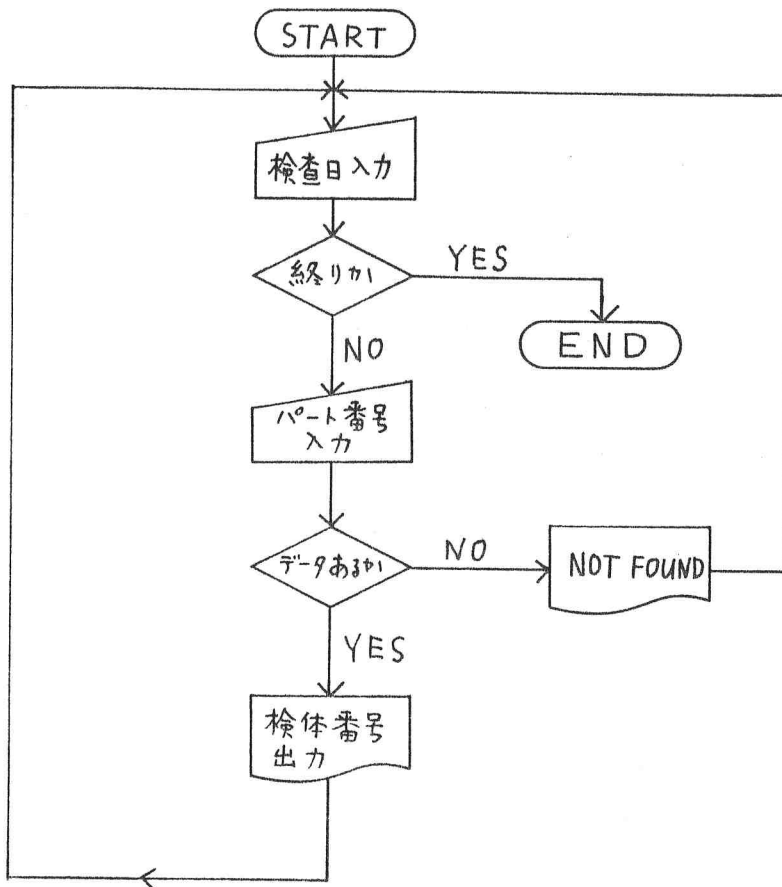 START
検査日入力
終りか
YES
END
NO
パート番号
入力
データあるか
NO
NOT FOUND
YES
検体番号
出力